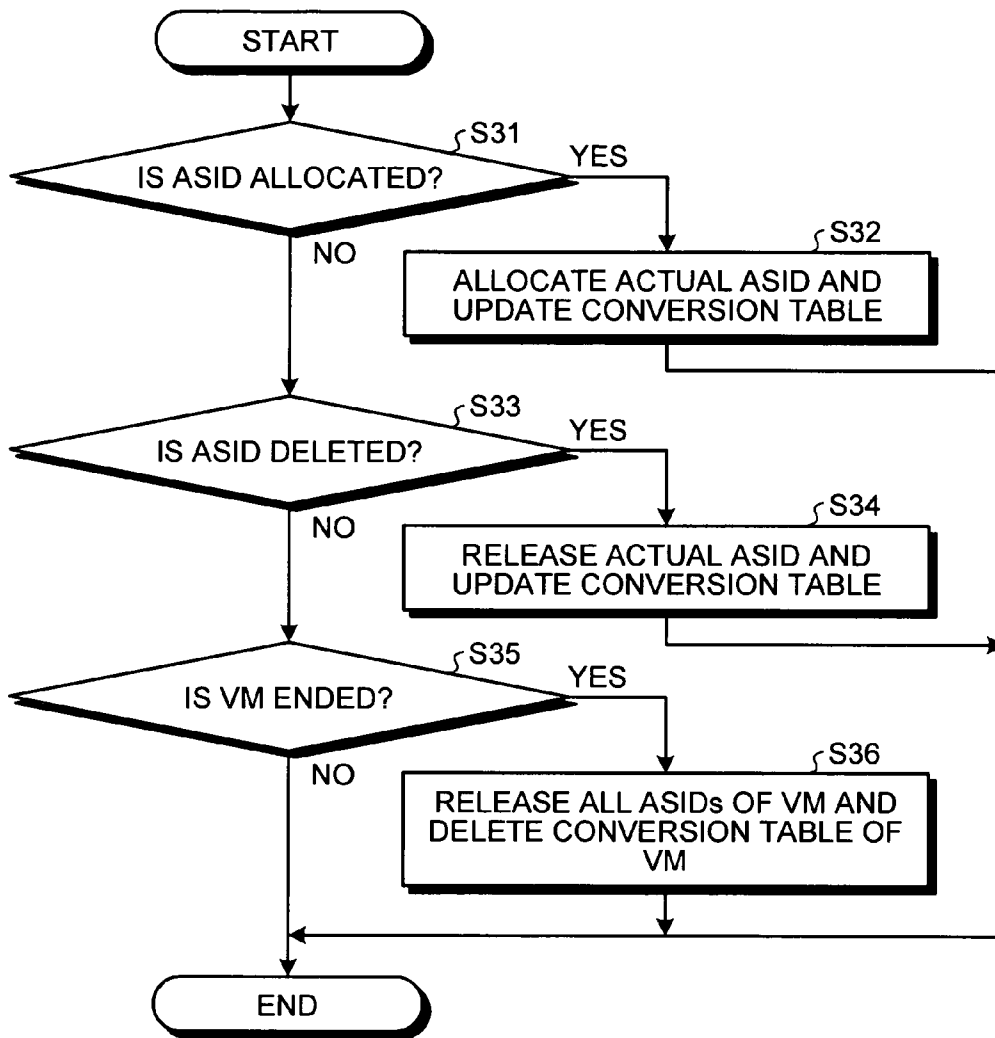 START
S31
IS ASID ALLOCATED?
YES
NO
S32
ALLOCATE ACTUAL ASID AND
UPDATE CONVERSION TABLE
S33
IS ASID DELETED?
YES
NO
S34
RELEASE ACTUAL ASID AND
UPDATE CONVERSION TABLE
S35
IS VM ENDED?
YES
NO
S36
RELEASE ALL ASIDs OF VM AND
DELETE CONVERSION TABLE OF
VM
END